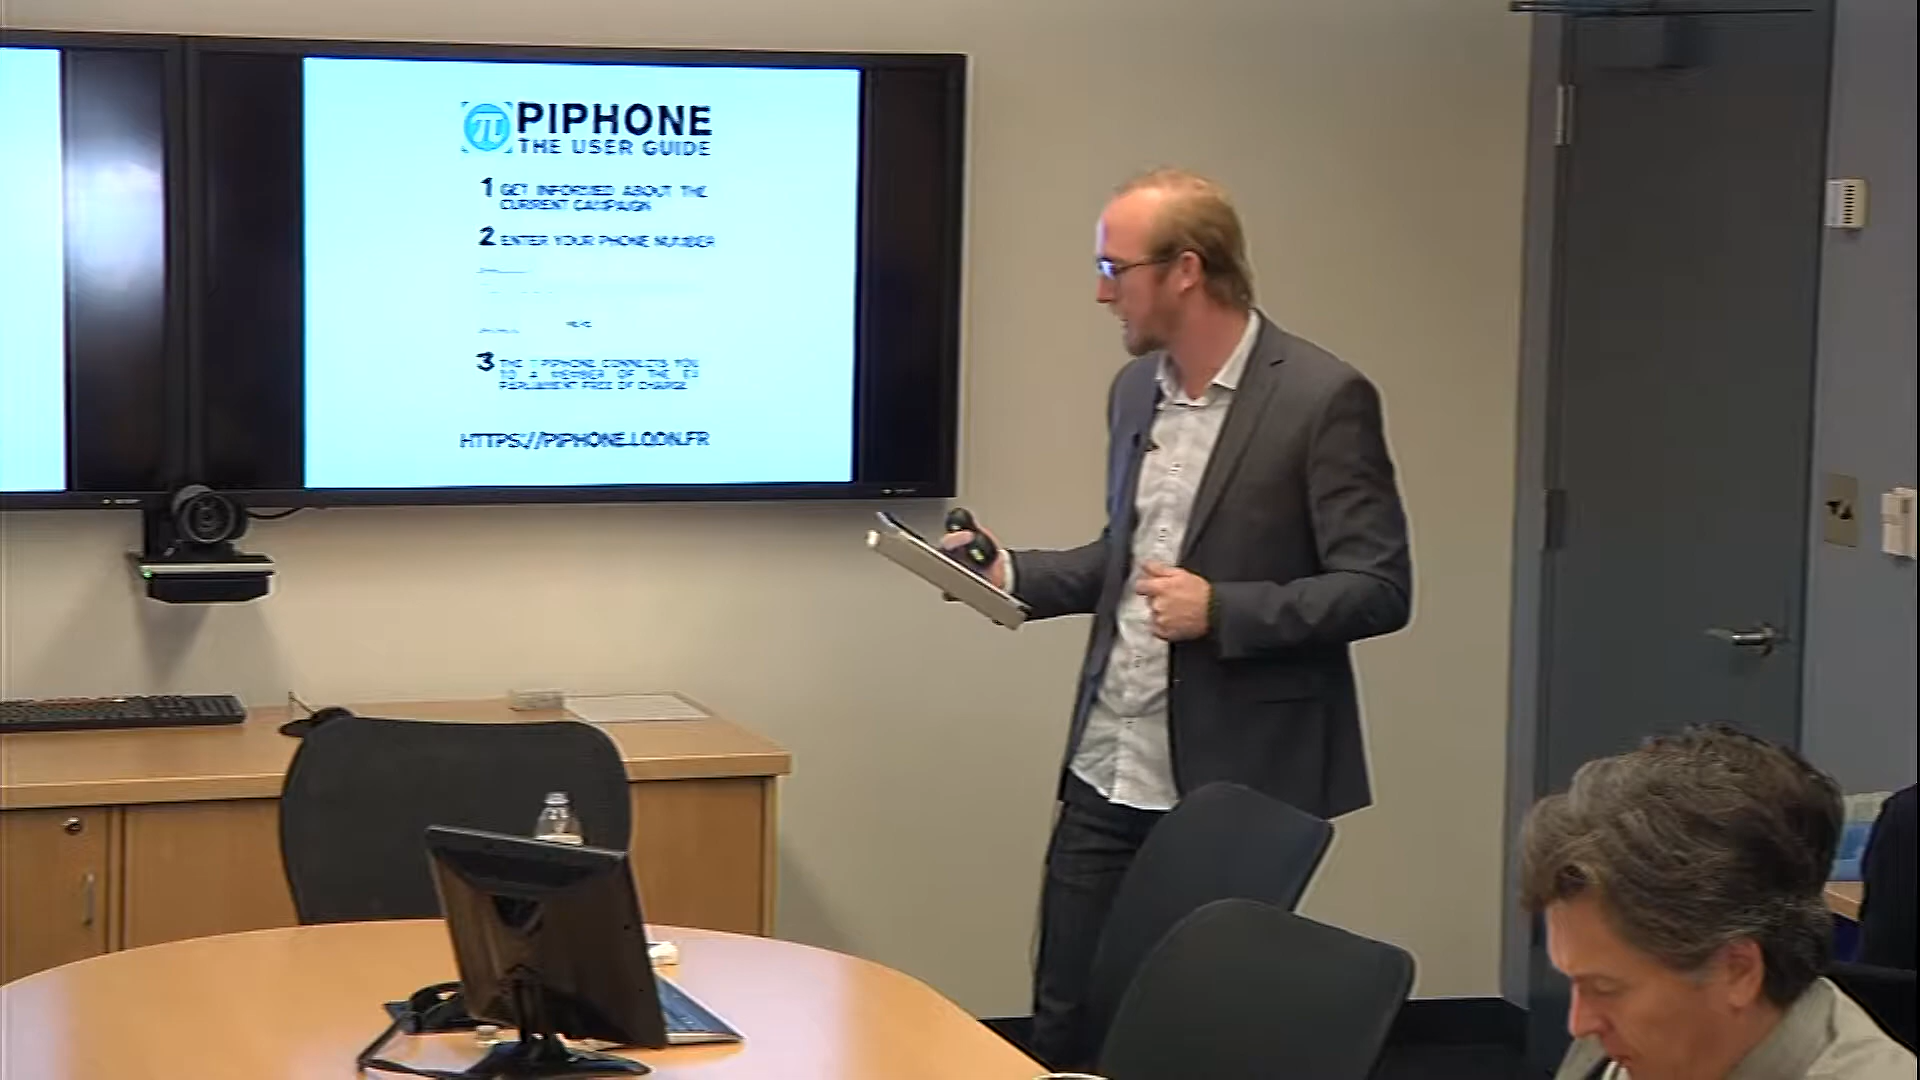 PIPHONE
THE USER GUIDE
1 GET INFORMED ABOUT THE
CURRENT CAMPAIGN
2 ENTER YOUR PHONE NUMBER
3 THE PIPHONE CONNECTS YOU
TO A MEMBER OF THE EU
PARLIAMENT FREE OF CHARGE
HTTPS://PIPHONE.LQDN.FR